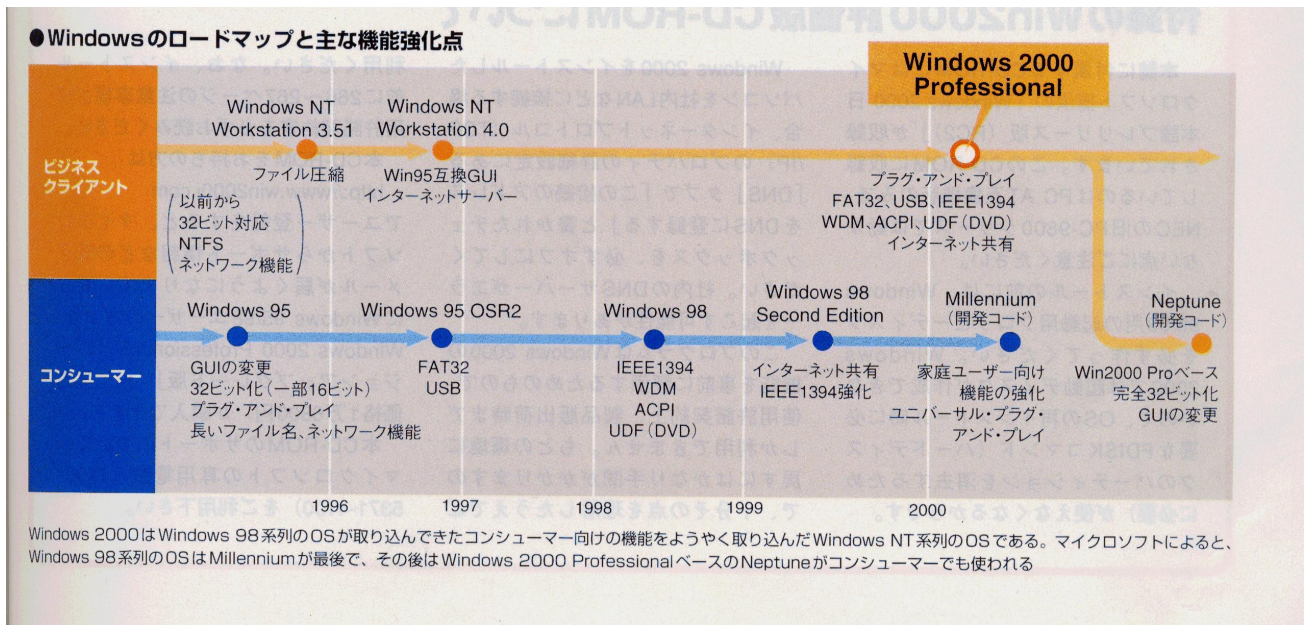 ●Windowsのロードマップと主な機能強化点
Windows 2000
Professional
Windows NT
Workstation 3.51
Windows NT
Workstation 4.0
ビジネス
クライアント
ファイル圧縮
Win95互換GUI
インターネットサーバー
プラグ・アンド・プレイ
FAT32、USB、IEEE1394
WDM、ACPI、UDF（DVD）
インターネット共有
以前から
32ビット対応
NTFS
ネットワーク機能
Windows 95
Windows 95 OSR2
Windows 98
Windows 98
Second Edition
Millennium
（開発コード）
Neptune
（開発コード）
コンシューマー
GUIの変更
32ビット化（一部16ビット）
プラグ・アンド・プレイ
長いファイル名、ネットワーク機能
FAT32
USB
IEEE1394
WDM
ACPI
UDF（DVD）
インターネット共有
IEEE1394強化
家庭ユーザー向け
機能の強化
ユニバーサル・プラグ・
アンド・プレイ
Win2000 Proベース
完全32ビット化
GUIの変更
1996 1997 1998 1999 2000
Windows 2000はWindows 98系列のOSが取り込んできたコンシューマー向けの機能をようやく取り込んだWindows NT系列のOSである。マイクロソフトによると、
Windows 98系列のOSはMillenniumが最後で、その後はWindows 2000 ProfessionalベースのNeptuneがコンシューマーでも使われる